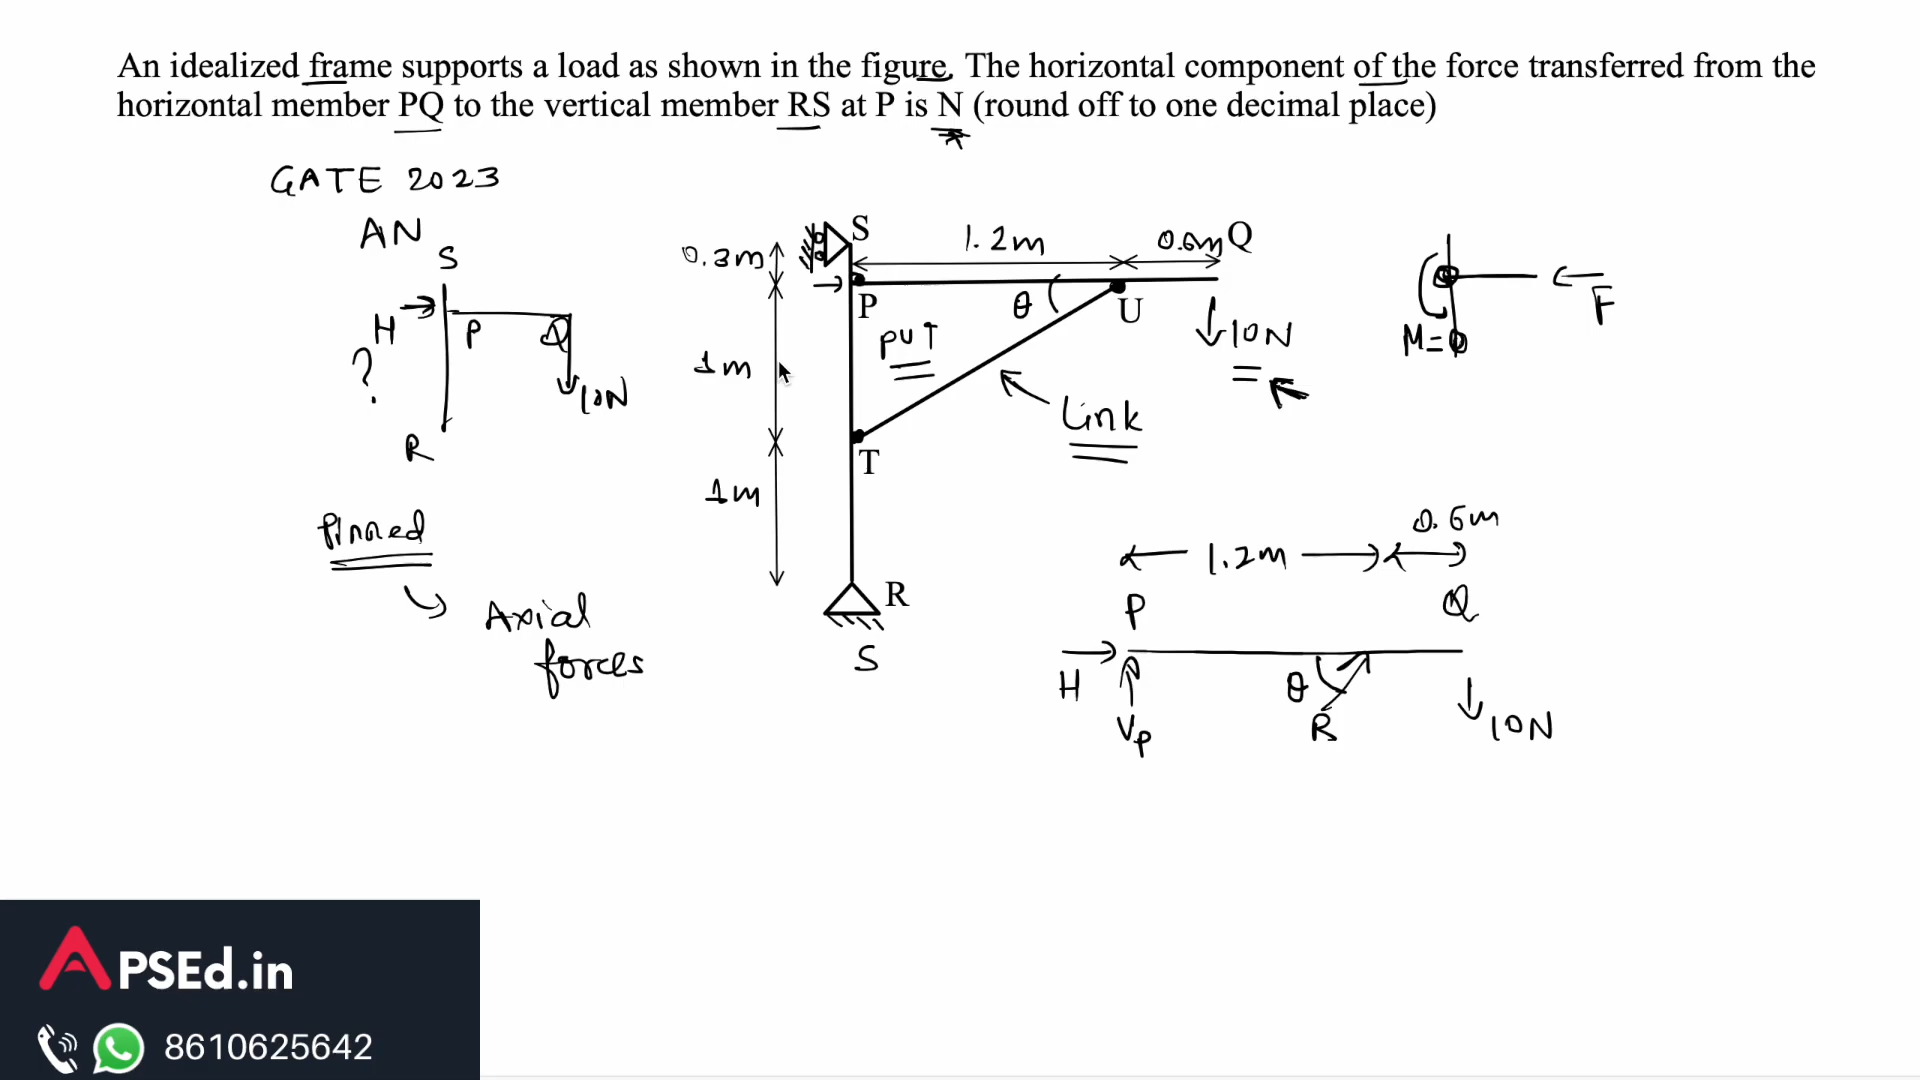 An idealized frame supports a load as shown in the figure. The horizontal component of the force transferred from the
horizontal member PQ to the vertical member RS at P is N (round off to one decimal place)
GATE 2023
AN
S
H
P
Q
?
10N
R
Pinned
Axial
forces
S
0.3m
1.2m
0.6m
Q
P
θ
U
PUT
10N
1m
Link
T
1m
R
S
F
M=0
0.6m
1.2m
P
Q
H
θ
VP
R
10N
APSEd.in
8610625642